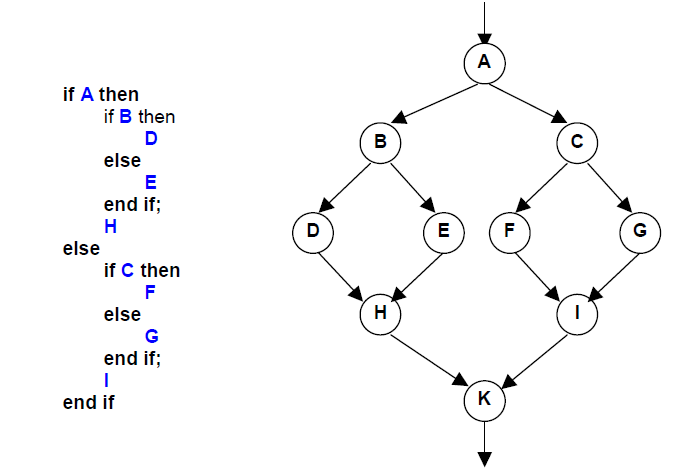 if A then
if B then
D
else
E
end if;
H
else
if C then
F
else
G
end if;
I
end if
A
B
C
D
E
F
G
H
I
K